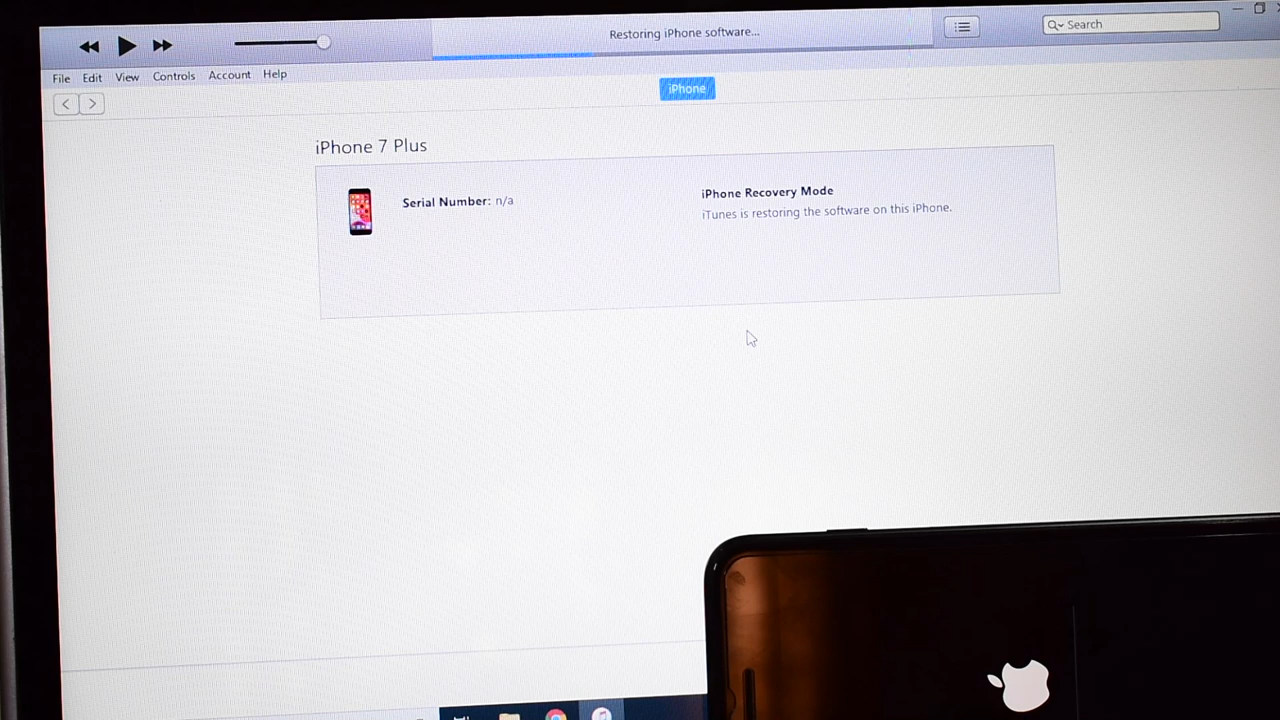 Restoring iPhone software...
Search
File Edit View Controls Account Help
iPhone
iPhone 7 Plus
Serial Number: n/a
iPhone Recovery Mode
iTunes is restoring the software on this iPhone.